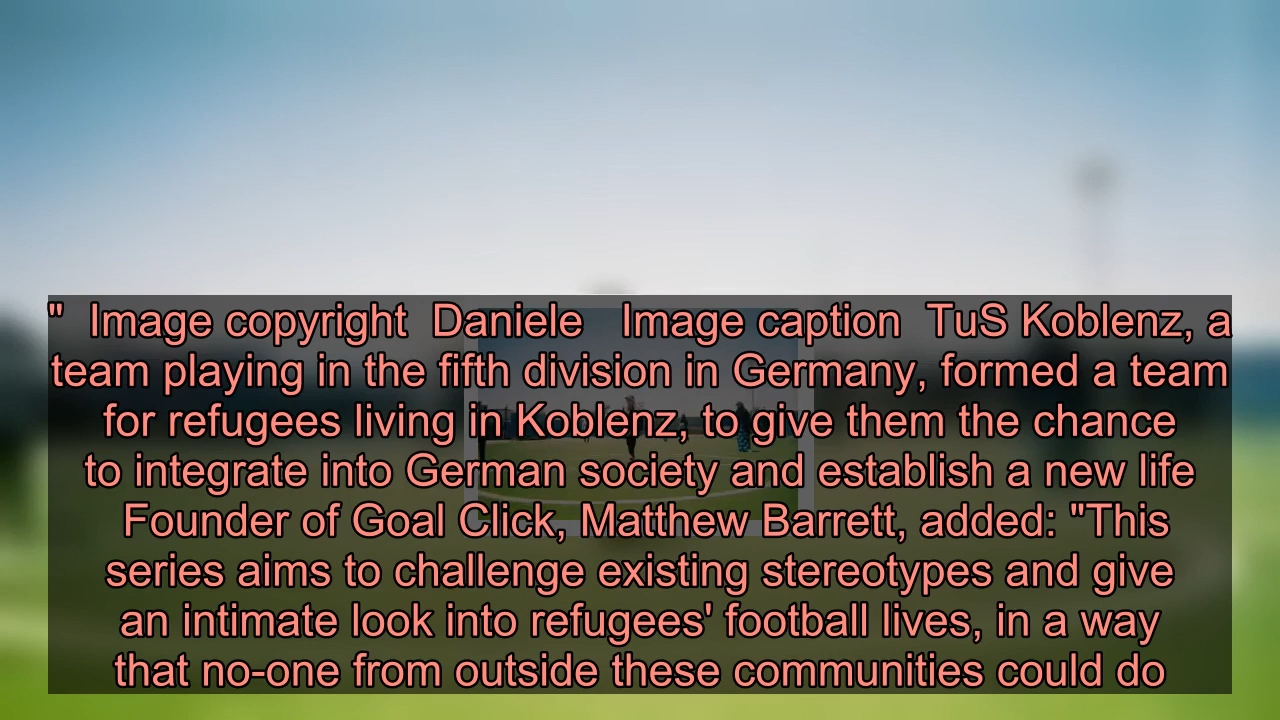 "  Image copyright  Daniele   Image caption  TuS Koblenz, a
team playing in the fifth division in Germany, formed a team
for refugees living in Koblenz, to give them the chance
to integrate into German society and establish a new life
Founder of Goal Click, Matthew Barrett, added: "This
series aims to challenge existing stereotypes and give
an intimate look into refugees' football lives, in a way
that no-one from outside these communities could do